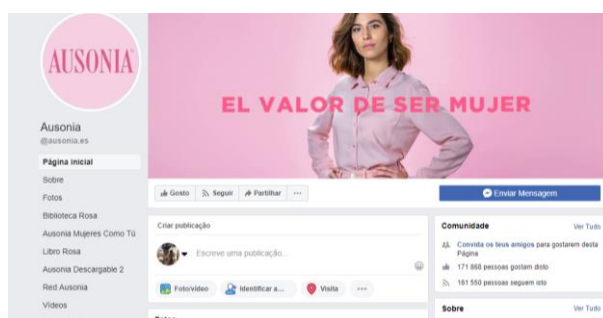 AUSONIA
EL VALOR DE SER MUJER
Ausonia
@ausonia.es
Página inicial
Sobre
Fotos
Biblioteca Rosa
Ausonia Mujeres Como Tú
Libro Rosa
Ausonia Descargable 2
Red Ausonia
Vídeos
Gosto
Seguir
Partilhar
Enviar Mensagem
Criar publicação
Escreve uma publicação...
Foto/vídeo
Identificar a...
Visita
Comunidade
Ver Tudo
Convida os teus amigos para gostarem desta
Página
171 868 pessoas gostam disto
161 550 pessoas seguem isto
Sobre
Ver Tudo